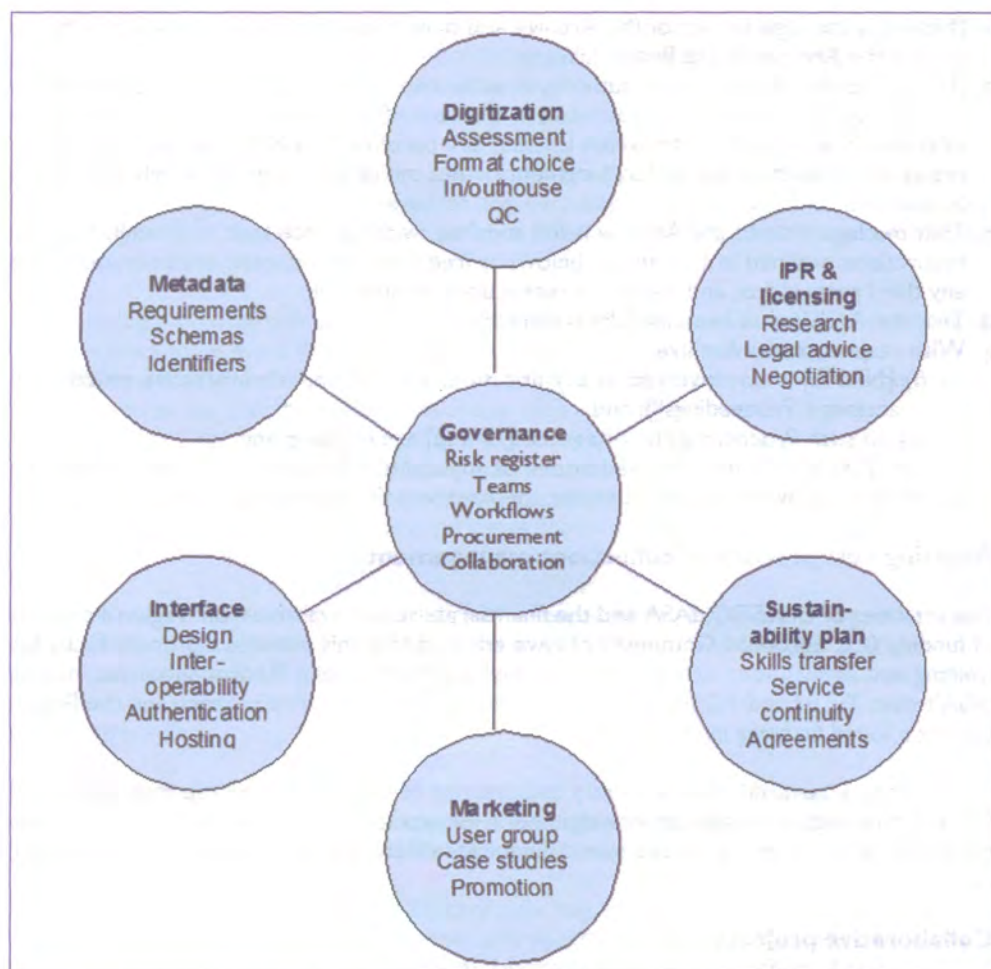 Digitization
Assessment
Format choice
In/outhouse
QC
Metadata
Requirements
Schemas
Identifiers
IPR &
licensing
Research
Legal advice
Negotiation
Governance
Risk register
Teams
Workflows
Procurement
Collaboration
Interface
Design
Inter-
operability
Authentication
Hosting
Sustain-
ability plan
Skills transfer
Service
continuity
Agreements
Marketing
User group
Case studies
Promotion